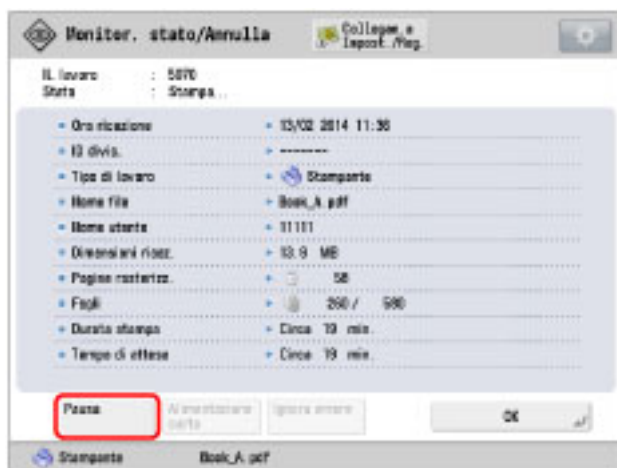 Monitor. stato/Annulla
Collegam. a
Impost./Reg.
N. lavoro : 5070
Stato : Stampa...
Ora ricezione 13/02 2014 11:36
ID divis. -------
Tipo di lavoro Stampante
Nome file Book_A.pdf
Nome utente 11111
Dimensioni ricez. 13.9 MB
Pagine rasterizz. 58
Fogli 260/ 580
Durata stampa Circa 19 min.
Tempo di attesa Circa 19 min.
Pausa
Alimentazione
carta
Ignora errore
OK
Stampante Book_A.pdf